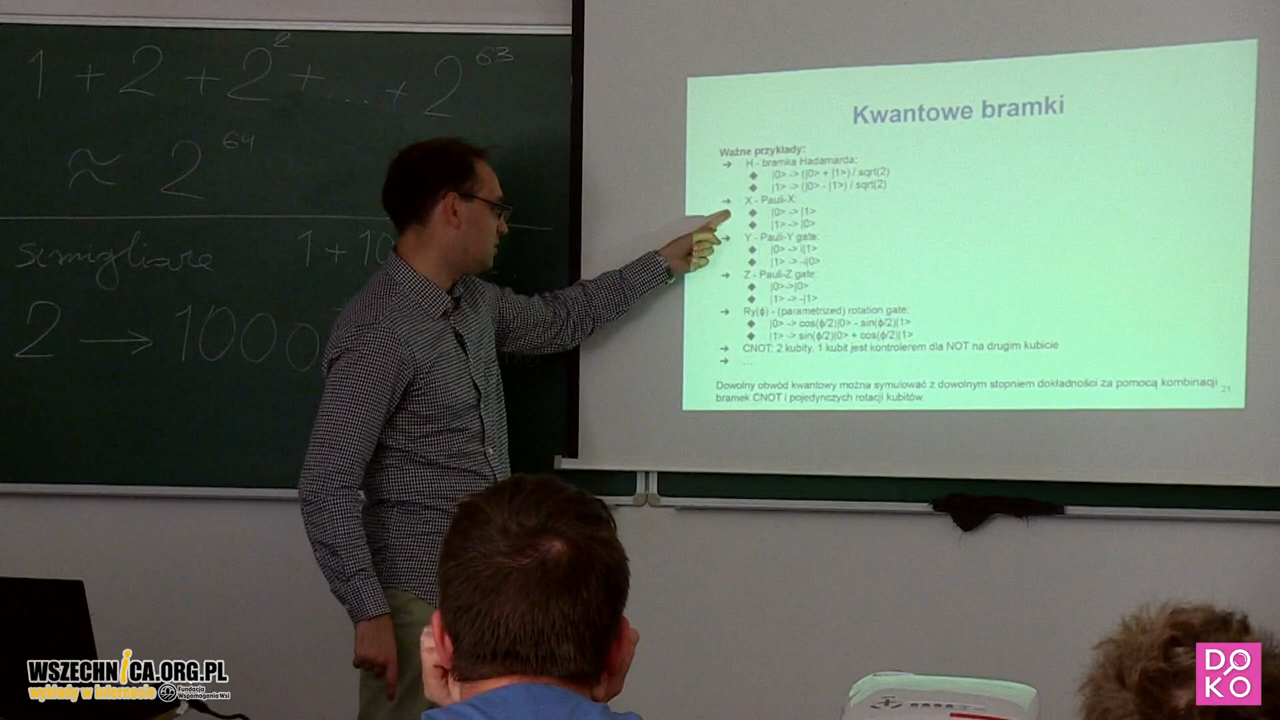 1 + 2 + 2² + .... + 2⁶³
≈ 2⁶⁴
1 + 10
2 → 1000
Kwantowe bramki
Ważne przykłady:
➔ H - bramka Hadamarda:
◆ |0> -> (|0> + |1>) / sqrt(2)
◆ |1> -> (|0> - |1>) / sqrt(2)
➔ X - Pauli-X:
◆ |0> -> |1>
◆ |1> -> |0>
➔ Y - Pauli-Y gate:
◆ |0> -> i|1>
◆ |1> -> -i|0>
➔ Z - Pauli-Z gate:
◆ |0>->|0>
◆ |1> -> -|1>
➔ Ry(ϕ) - (parametrized) rotation gate:
◆ |0> -> cos(ϕ/2)|0> - sin(ϕ/2)|1>
◆ |1> -> sin(ϕ/2)|0> + cos(ϕ/2)|1>
➔ CNOT: 2 kubity, 1 kubit jest kontrolerem dla NOT na drugim kubicie
➔ ...
Dowolny obwód kwantowy można symulować z dowolnym stopniem dokładności za pomocą kombinacji
bramek CNOT i pojedynczych rotacji kubitów
21
WSZECHNICA.ORG.PL
wykłady w internecie
Fundacja
Wspomagania Wsi
DO
KO